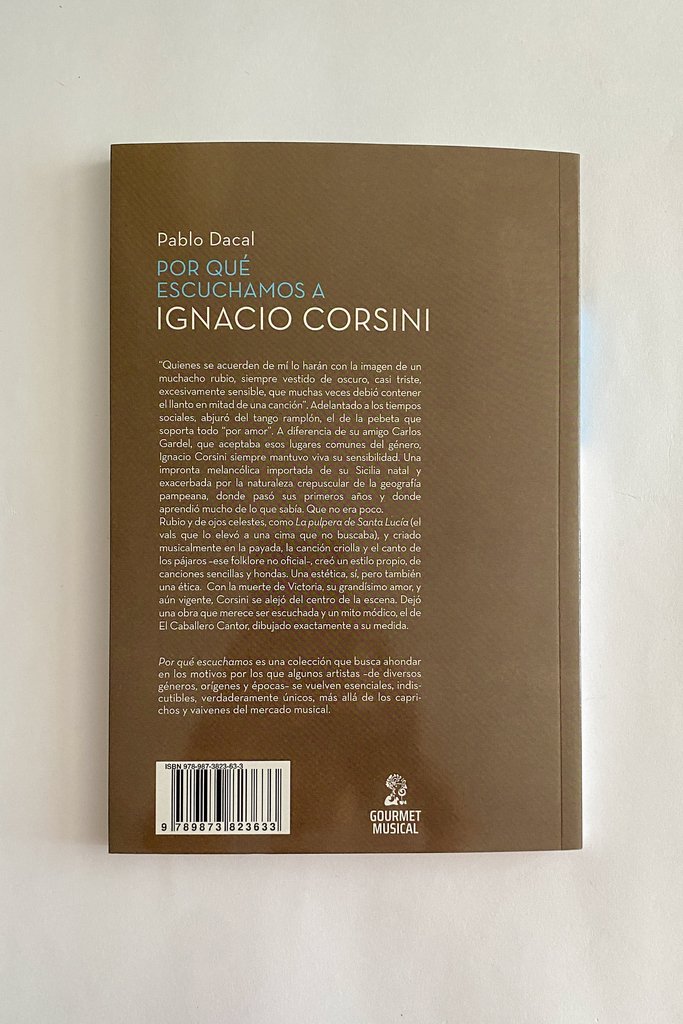 Pablo Dacal
POR QUÉ
ESCUCHAMOS A
IGNACIO CORSINI
"Quienes se acuerden de mí lo harán con la imagen de un
muchacho rubio, siempre vestido de oscuro, casi triste,
excesivamente sensible, que muchas veces debió contener
el llanto en mitad de una canción". Adelantado a los tiempos
sociales, abjuró del tango ramplón, el de la pebeta que
soporta todo "por amor". A diferencia de su amigo Carlos
Gardel, que aceptaba esos lugares comunes del género,
Ignacio Corsini siempre mantuvo viva su sensibilidad. Una
impronta melancólica importada de su Sicilia natal y
exacerbada por la naturaleza crepuscular de la geografía
pampeana, donde pasó sus primeros años y donde
aprendió mucho de lo que sabía. Que no era poco.
Rubio y de ojos celestes, como La pulpera de Santa Lucía (el
vals que lo elevó a una cima que no buscaba), y criado
musicalmente en la payada, la canción criolla y el canto de
los pájaros –ese folklore no oficial–, creó un estilo propio, de
canciones sencillas y hondas. Una estética, sí, pero también
una ética. Con la muerte de Victoria, su grandísimo amor, y
aún vigente, Corsini se alejó del centro de la escena. Dejó
una obra que merece ser escuchada y un mito módico, el de
El Caballero Cantor, dibujado exactamente a su medida.
Por qué escuchamos es una colección que busca ahondar
en los motivos por los que algunos artistas –de diversos
géneros, orígenes y épocas– se vuelven esenciales, indis-
cutibles, verdaderamente únicos, más allá de los capri-
chos y vaivenes del mercado musical.
ISBN 978-987-3823-63-3
9 789873 823633
GOURMET
MUSICAL